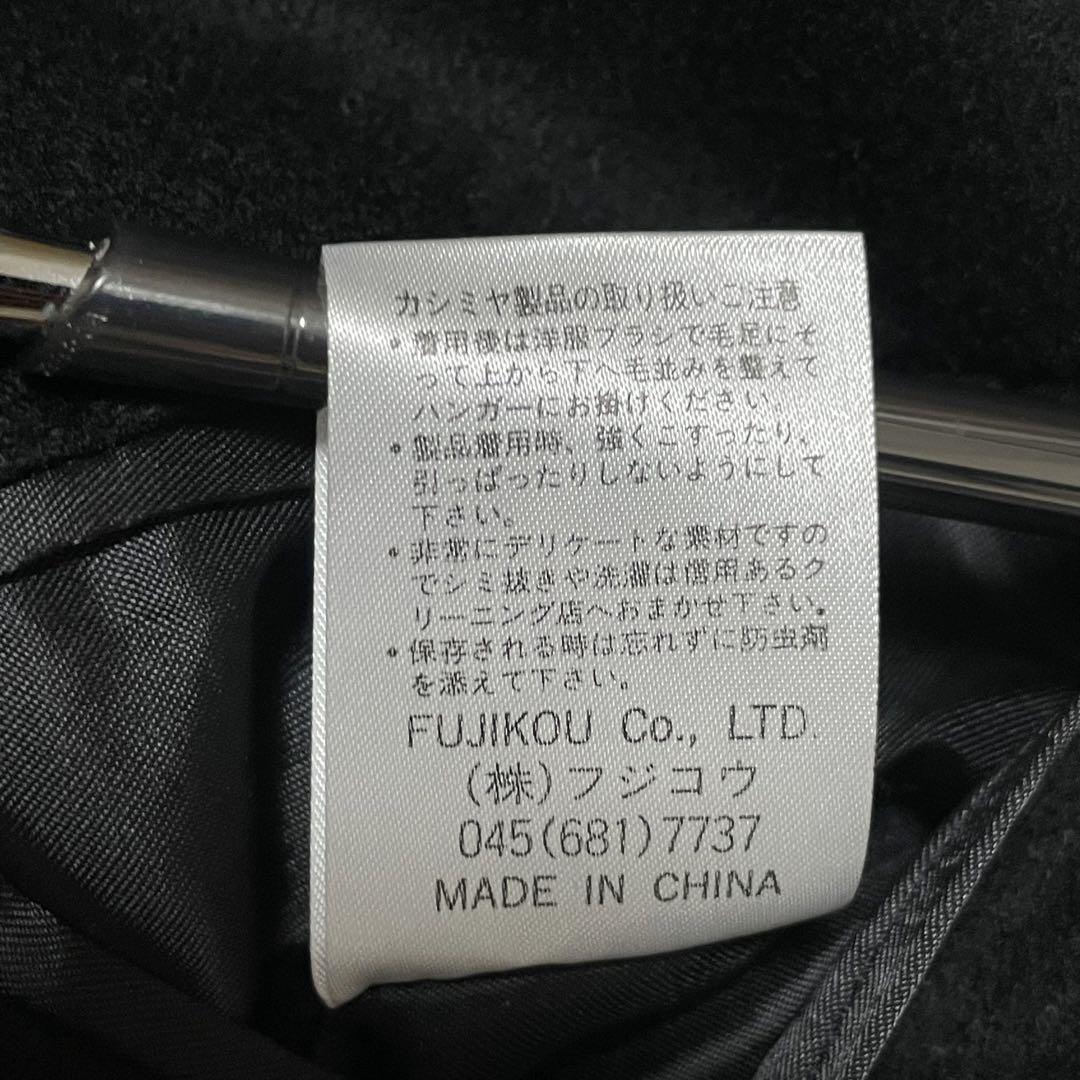 カシミヤ製品の取り扱いご注意
・着用後は洋服ブラシで毛足にそ
って上から下へ毛並みを整えて
ハンガーにお掛けください。
・製品着用時、強くこすったり、
引っぱったりしないようにして
下さい。
・非常にデリケートな素材ですの
でシミ抜きや洗濯は信用あるク
リーニング店へおまかせ下さい。
・保存される時は忘れずに防虫剤
を添えて下さい。
FUJIKOU Co., LTD.
(株)フジコウ
045(681)7737
MADE IN CHINA